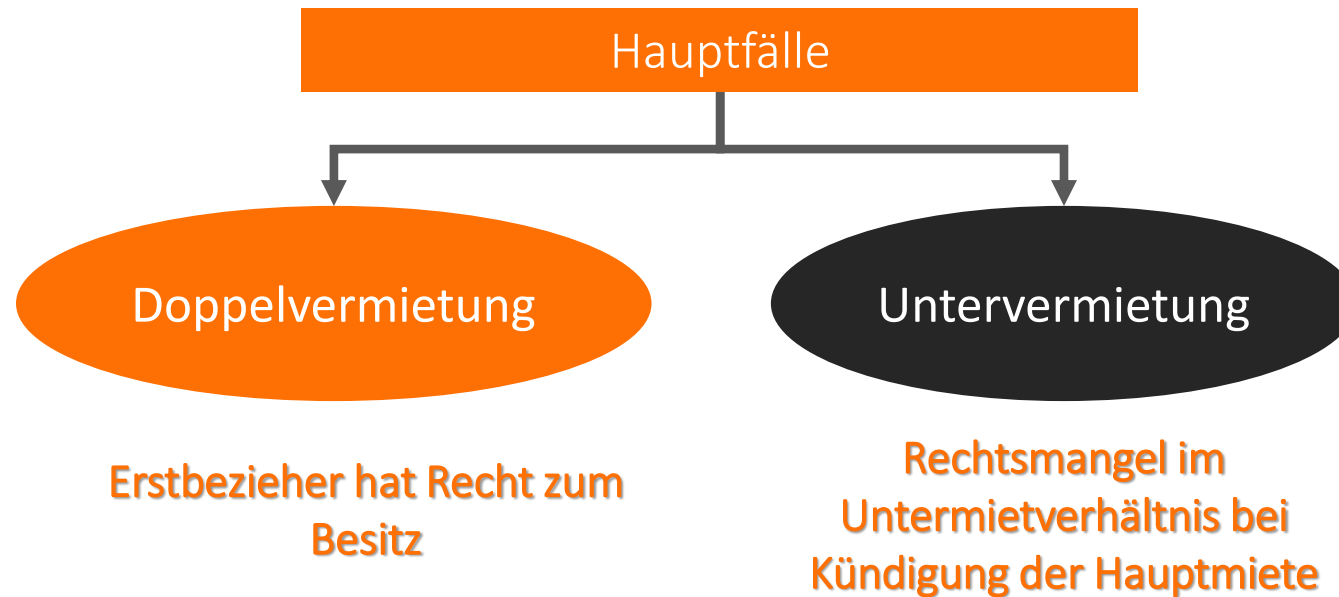 Hauptfälle
Doppelvermietung
Untervermietung
Erstbezieher hat Recht zum
Besitz
Rechtsmangel im
Untermietverhältnis bei
Kündigung der Hauptmiete